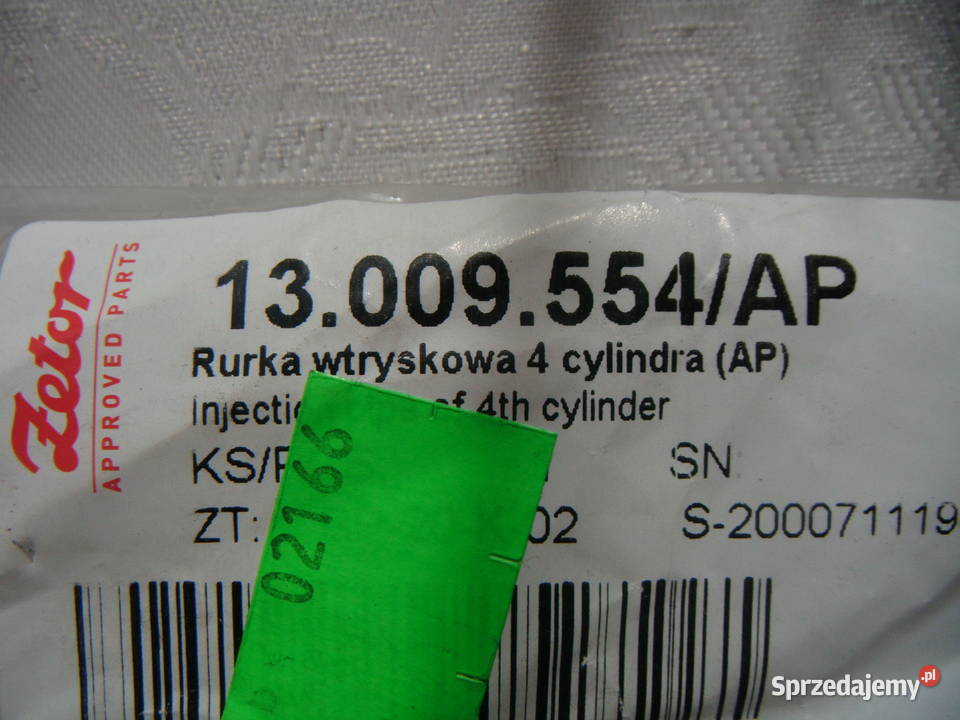 Zetor
APPROVED PARTS
13.009.554/AP
Rurka wtryskowa 4 cylindra (AP)
4th cylinder
SN
ZT: 02 S-200071119
02166
Sprzedajemy.pl